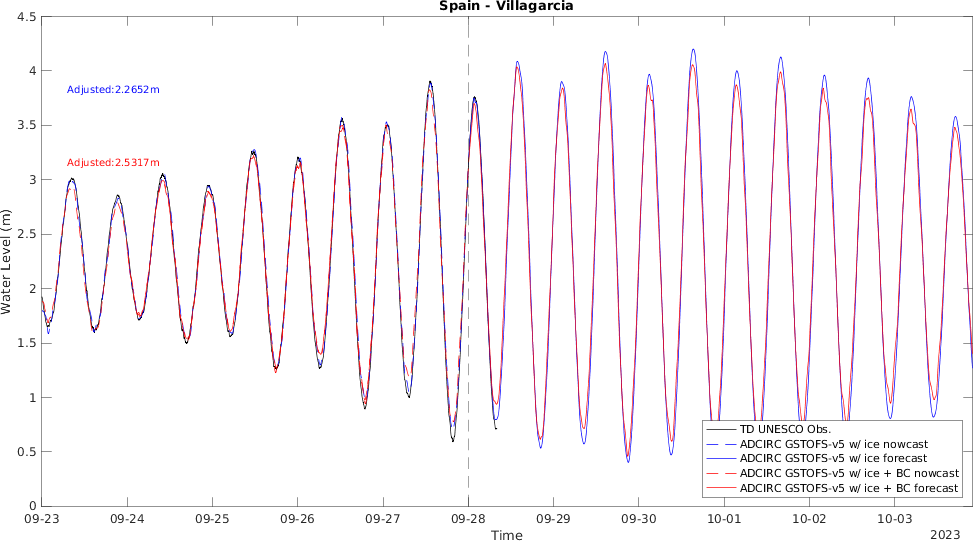 Spain - Villagarcia
4.5
4
3.5
3
2.5
2
1.5
1
0.5
0
Water Level (m)
Adjusted:2.2652m
Adjusted:2.5317m
TD UNESCO Obs.
ADCIRC GSTOFS-v5 w/ ice nowcast
ADCIRC GSTOFS-v5 w/ ice forecast
ADCIRC GSTOFS-v5 w/ ice + BC nowcast
ADCIRC GSTOFS-v5 w/ ice + BC forecast
09-23 09-24 09-25 09-26 09-27 09-28 09-29 09-30 10-01 10-02 10-03
Time
2023